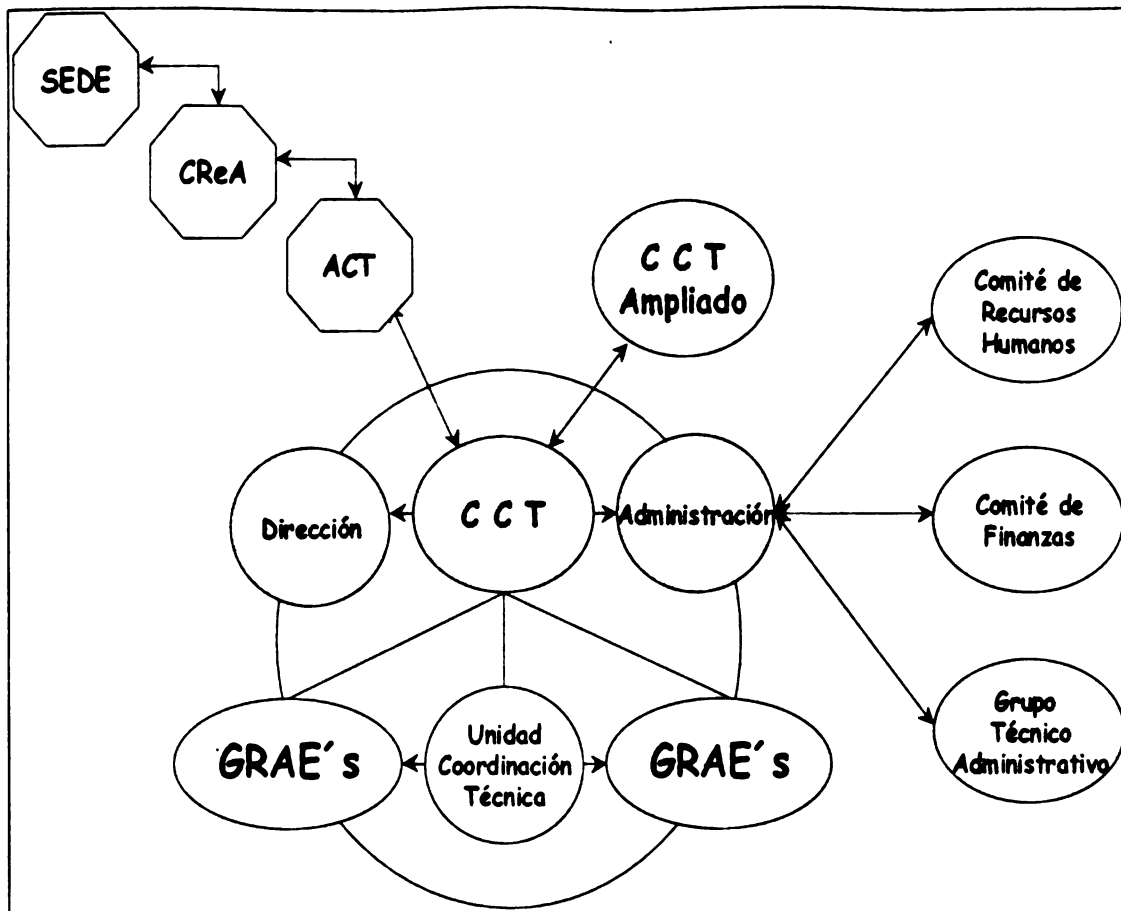 SEDE
CReA
ACT
C C T
Ampliado
Comité de
Recursos
Humanos
Dirección
C C T
Administración
Comité de
Finanzas
GRAE´s
Unidad
Coordinación
Técnica
GRAE´s
Grupo
Técnico
Administrativo